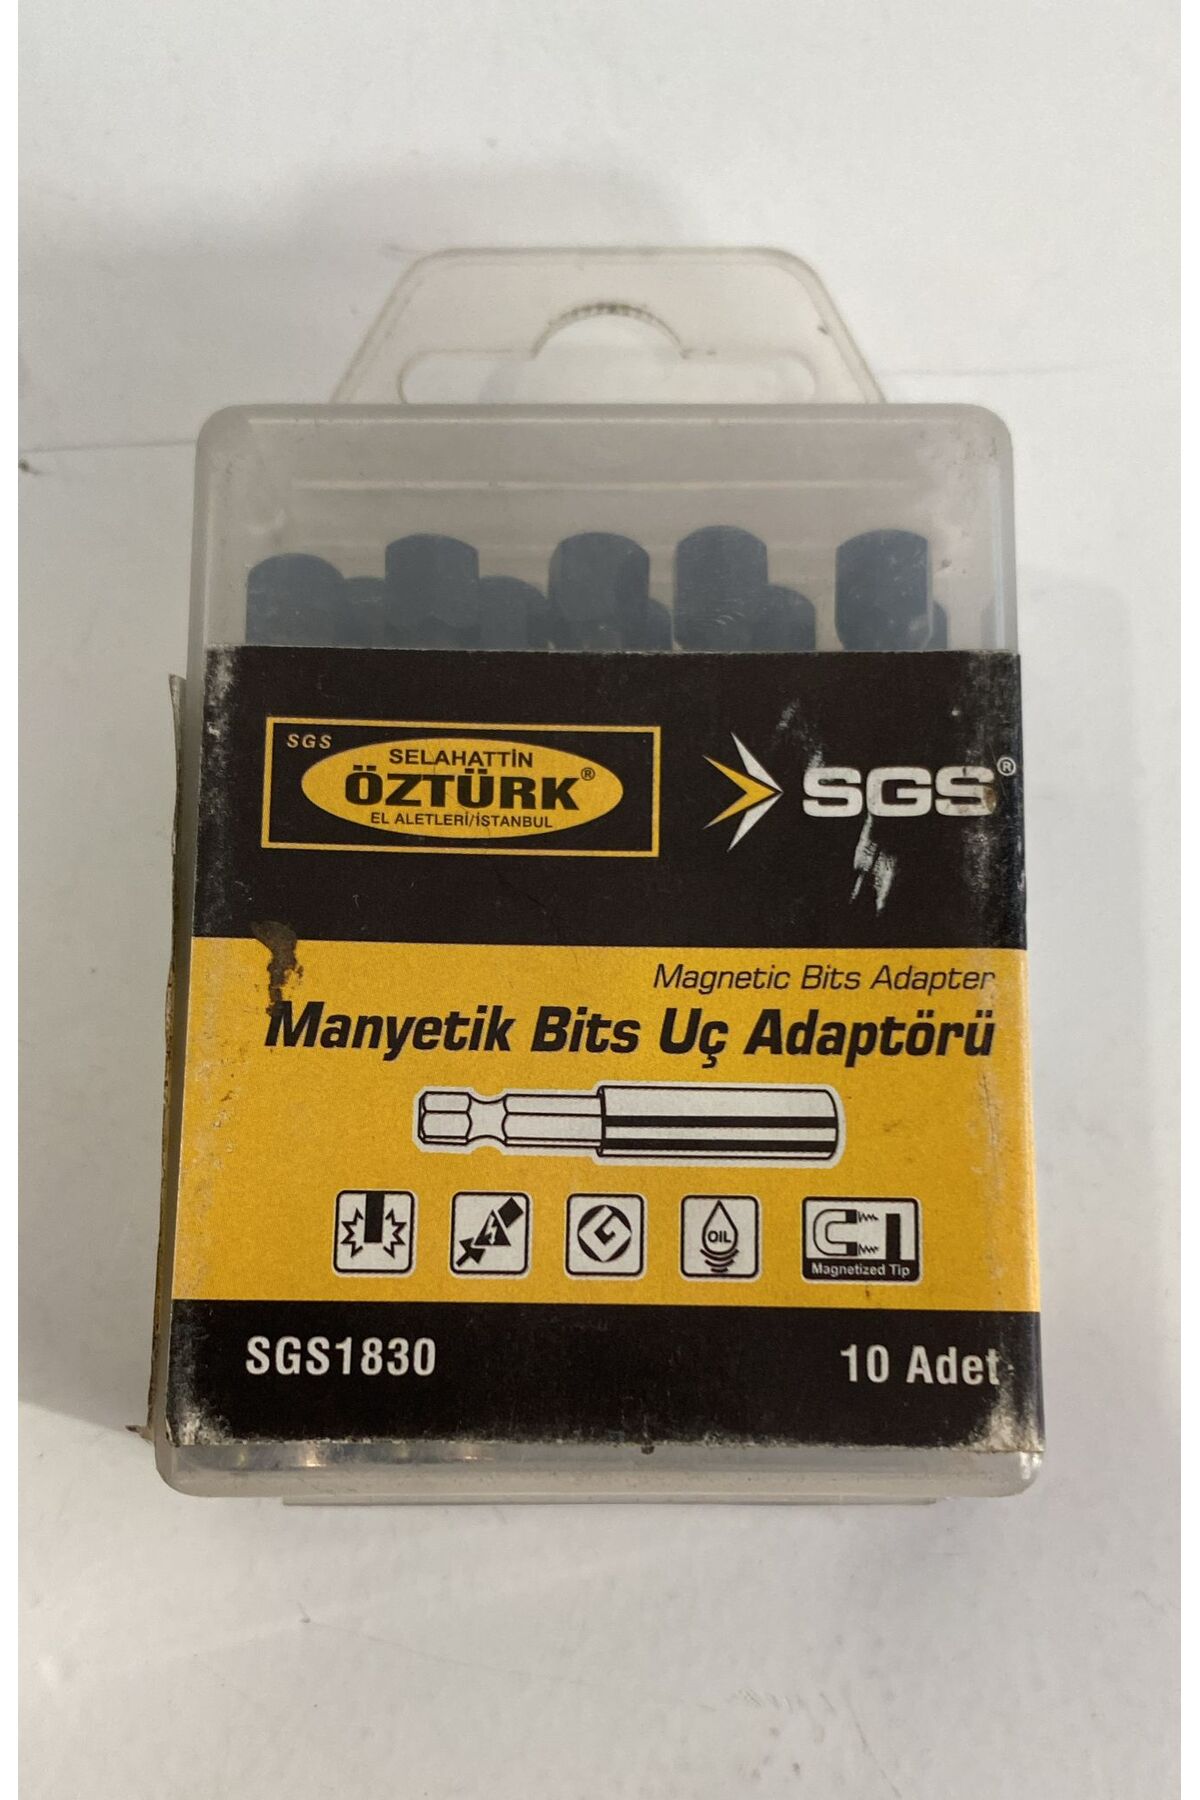 SGS
SELAHATTİN
ÖZTÜRK®
EL ALETLERİ/İSTANBUL
SGS®
Magnetic Bits Adapter
Manyetik Bits Uç Adaptörü
OIL
Magnetized Tip
SGS1830
10 Adet